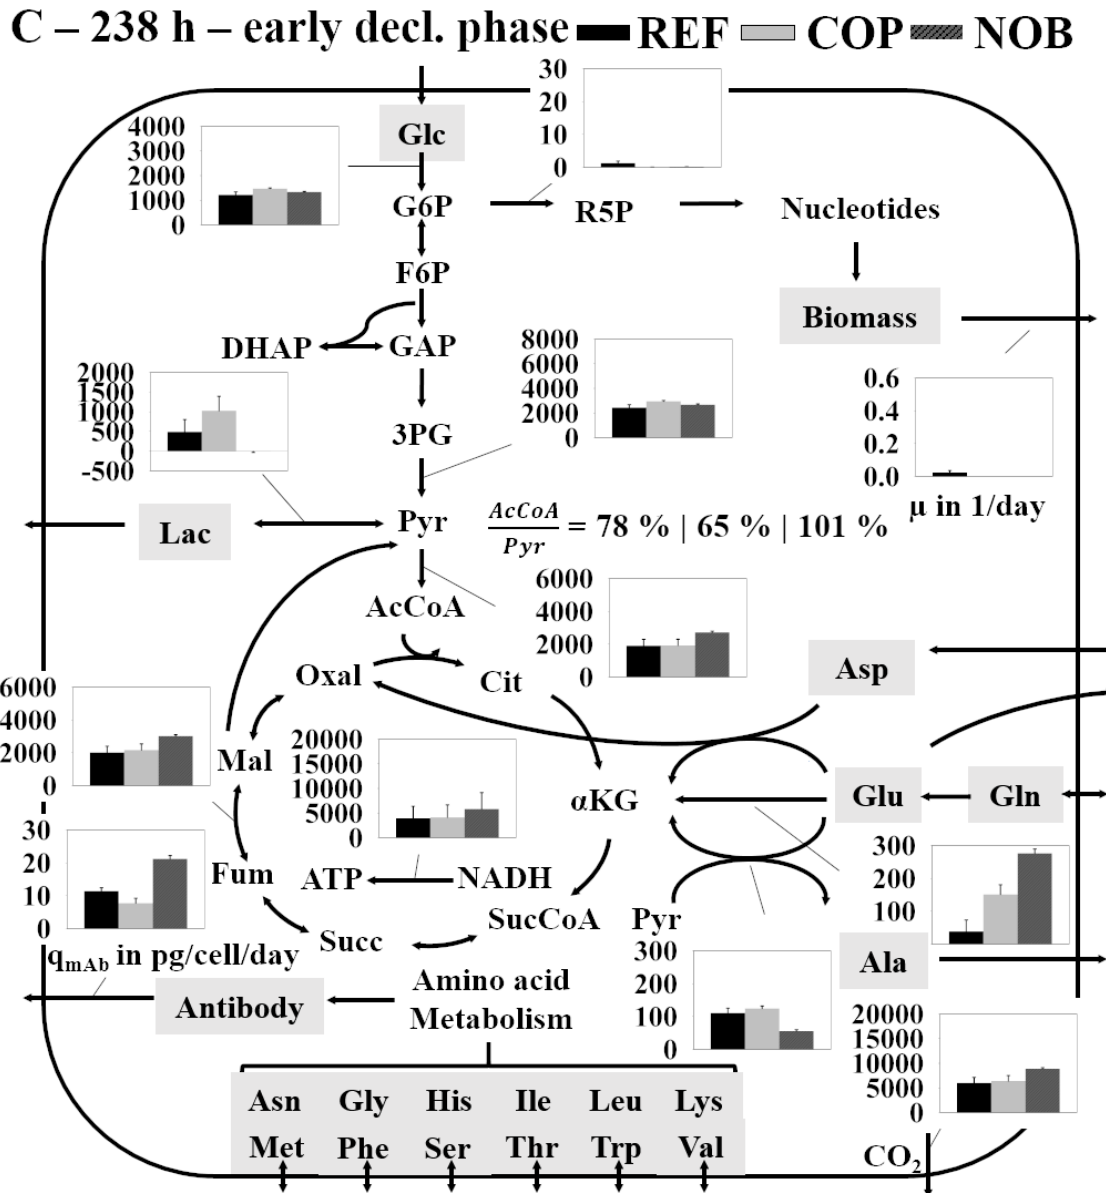 C – 238 h – early decl. phase REF COP NOB
30
20
10
0
Glc
4000
3000
2000
1000
0
G6P
R5P
Nucleotides
F6P
Biomass
DHAP
GAP
8000
6000
4000
2000
0
2000
1500
1000
500
0
-500
0.6
0.4
0.2
0.0
3PG
µ in 1/day
Lac
Pyr
AcCoA/Pyr = 78 % | 65 % | 101 %
6000
4000
2000
0
AcCoA
Oxal
Cit
Asp
6000
4000
2000
0
Mal
20000
15000
10000
5000
0
αKG
Glu
Gln
30
20
10
0
Fum
ATP
NADH
300
200
100
SucCoA
Pyr
Succ
qmAb in pg/cell/day
300
200
100
0
Ala
Amino acid
Metabolism
Antibody
20000
15000
10000
5000
0
Asn Gly His Ile Leu Lys
Met Phe Ser Thr Trp Val
CO2